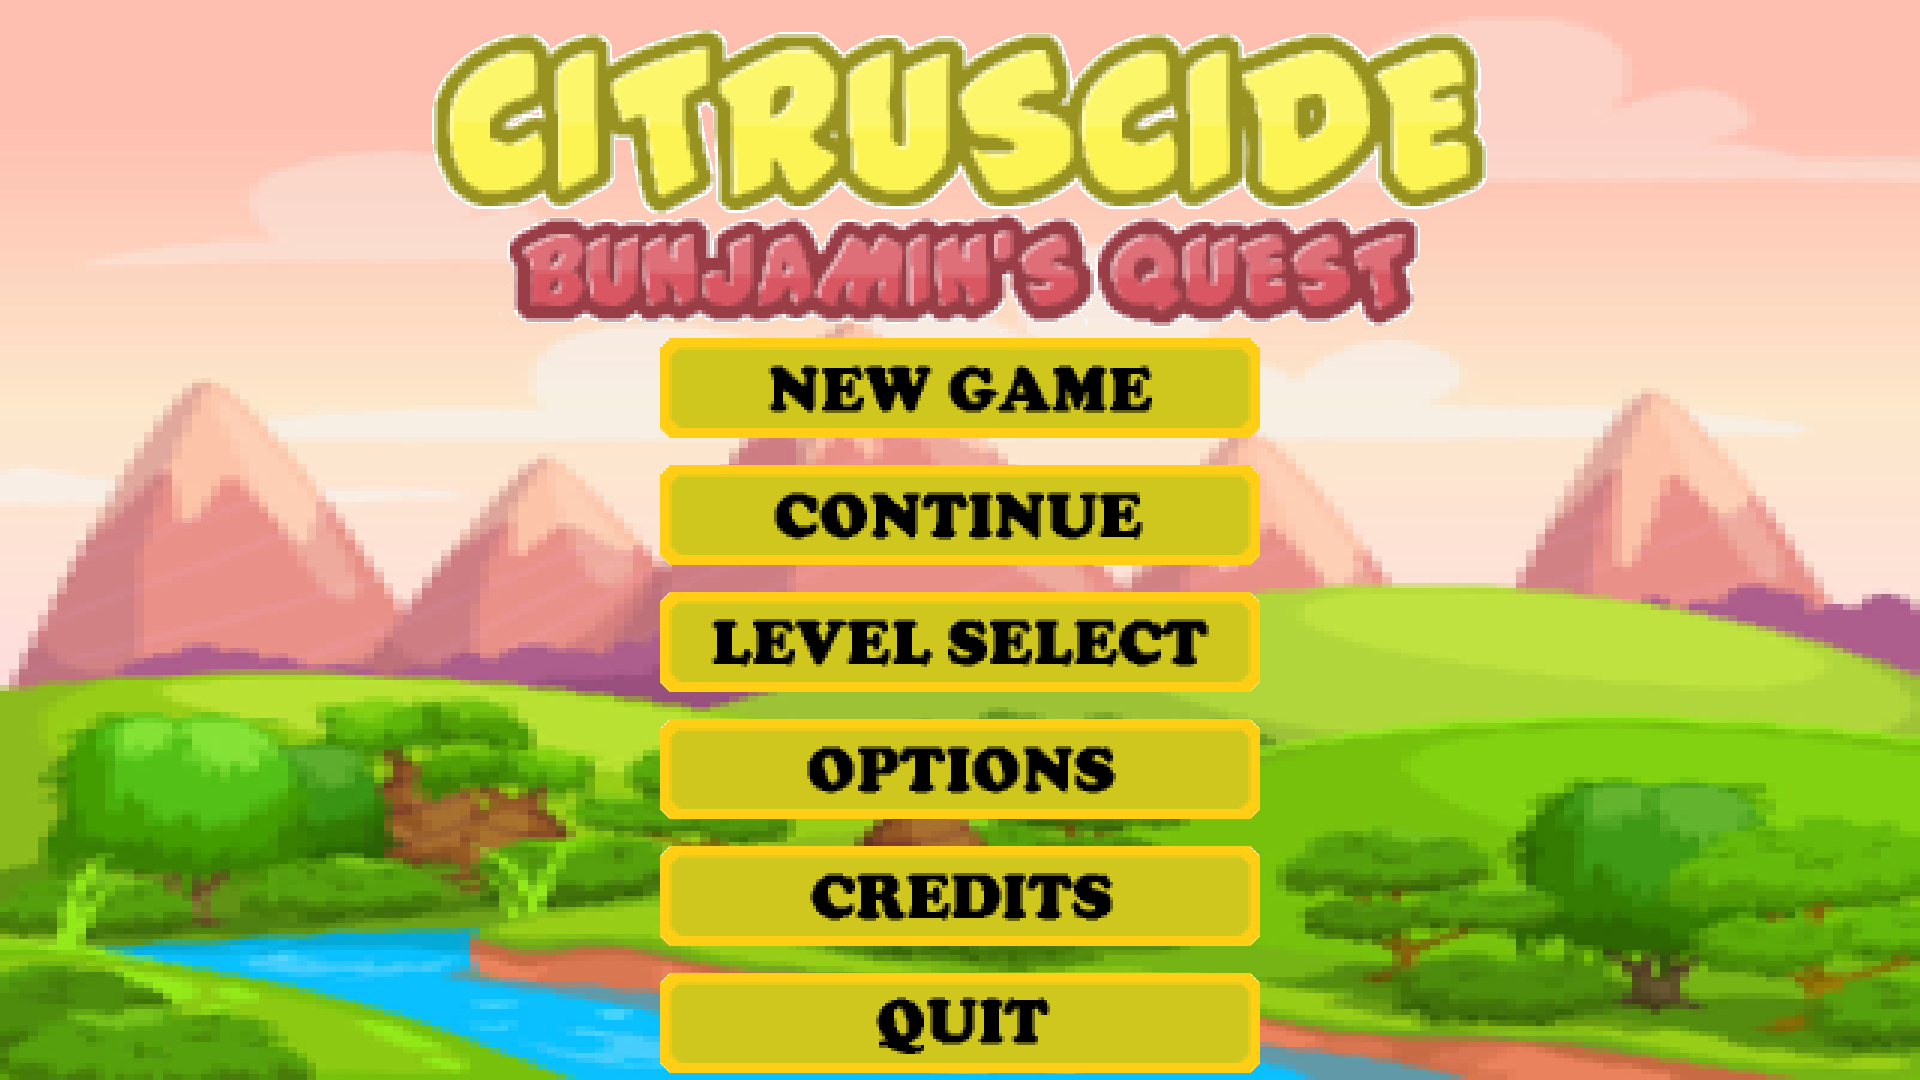 CITRUSCIDE
BUNJAMIN'S QUEST
NEW GAME
CONTINUE
LEVEL SELECT
OPTIONS
CREDITS
QUIT